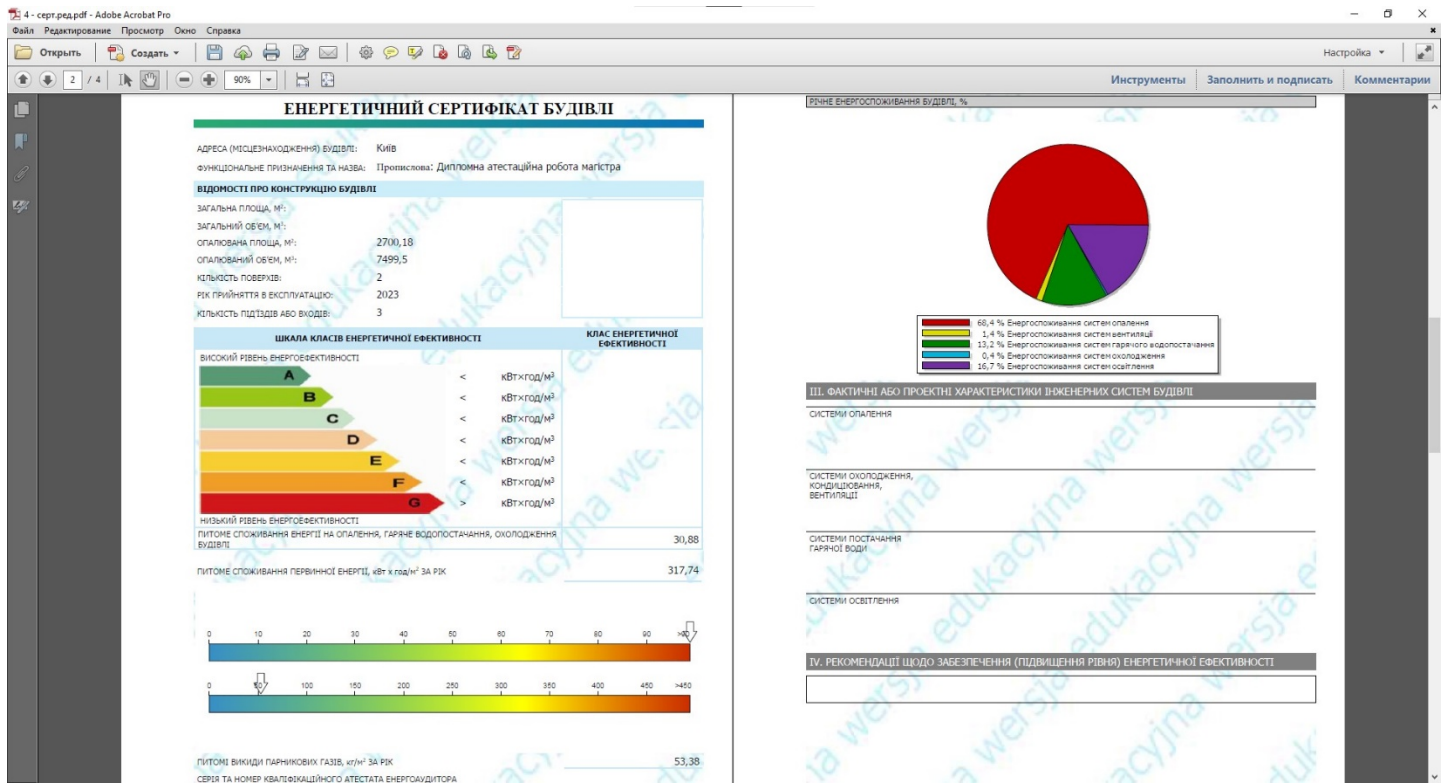 4 - серт.ред.pdf - Adobe Acrobat Pro
Файл Редактирование Просмотр Окно Справка
Открыть Создать Настройка
2 / 4 90% Инструменты Заполнить и подписать Комментарии
ЕНЕРГЕТИЧНИЙ СЕРТИФІКАТ БУДІВЛІ
АДРЕСА (МІСЦЕЗНАХОДЖЕННЯ) БУДІВЛІ: Київ
ФУНКЦІОНАЛЬНЕ ПРИЗНАЧЕННЯ ТА НАЗВА: Пропислова: Дипломна атестаційна робота магістра
ВІДОМОСТІ ПРО КОНСТРУКЦІЮ БУДІВЛІ
ЗАГАЛЬНА ПЛОЩА, М²:
ЗАГАЛЬНИЙ ОБ'ЄМ, М³:
ОПАЛЮВАНА ПЛОЩА, М²: 2700,18
ОПАЛЮВАНИЙ ОБ'ЄМ, М³: 7499,5
КІЛЬКІСТЬ ПОВЕРХІВ: 2
РІК ПРИЙНЯТТЯ В ЕКСПЛУАТАЦІЮ: 2023
КІЛЬКІСТЬ ПІД'ЇЗДІВ АБО ВХОДІВ: 3
ШКАЛА КЛАСІВ ЕНЕРГЕТИЧНОЇ ЕФЕКТИВНОСТІ
КЛАС ЕНЕРГЕТИЧНОЇ
ЕФЕКТИВНОСТІ
ВИСОКИЙ РІВЕНЬ ЕНЕРГОЕФЕКТИВНОСТІ
A < кВт×год/м³
B < кВт×год/м³
C < кВт×год/м³
D < кВт×год/м³
E < кВт×год/м³
F < кВт×год/м³
G > кВт×год/м³
НИЗЬКИЙ РІВЕНЬ ЕНЕРГОЕФЕКТИВНОСТІ
ПИТОМЕ СПОЖИВАННЯ ЕНЕРГІЇ НА ОПАЛЕННЯ, ГАРЯЧЕ ВОДОПОСТАЧАННЯ, ОХОЛОДЖЕННЯ
БУДІВЛІ 30,88
ПИТОМЕ СПОЖИВАННЯ ПЕРВИННОЇ ЕНЕРГІЇ, кВт x год/м² ЗА РІК 317,74
0 10 20 30 40 50 60 70 80 90
0 100 150 200 250 300 350 400 450 >450
ПИТОМІ ВИКИДИ ПАРНИКОВИХ ГАЗІВ, кг/м² ЗА РІК 53,38
СЕРІЯ ТА НОМЕР КВАЛІФІКАЦІЙНОГО АТЕСТАТА ЕНЕРГОАУДИТОРА
РІЧНЕ ЕНЕРГОСПОЖИВАННЯ БУДІВЛІ, %
68,4 % Енергоспоживання систем опалення
1,4 % Енергоспоживання систем вентиляції
13,2 % Енергоспоживання систем гарячого водопостачання
0,4 % Енергоспоживання систем охолодження
16,7 % Енергоспоживання систем освітлення
III. ФАКТИЧНІ АБО ПРОЕКТНІ ХАРАКТЕРИСТИКИ ІНЖЕНЕРНИХ СИСТЕМ БУДІВЛІ
СИСТЕМИ ОПАЛЕННЯ
СИСТЕМИ ОХОЛОДЖЕННЯ,
КОНДИЦІЮВАННЯ,
ВЕНТИЛЯЦІЇ
СИСТЕМИ ПОСТАЧАННЯ
ГАРЯЧОЇ ВОДИ
СИСТЕМИ ОСВІТЛЕННЯ
IV. РЕКОМЕНДАЦІЇ ЩОДО ЗАБЕЗПЕЧЕННЯ (ПІДВИЩЕННЯ РІВНЯ) ЕНЕРГЕТИЧНОЇ ЕФЕКТИВНОСТІ
wersja edukacyjna wersja edukacyjna